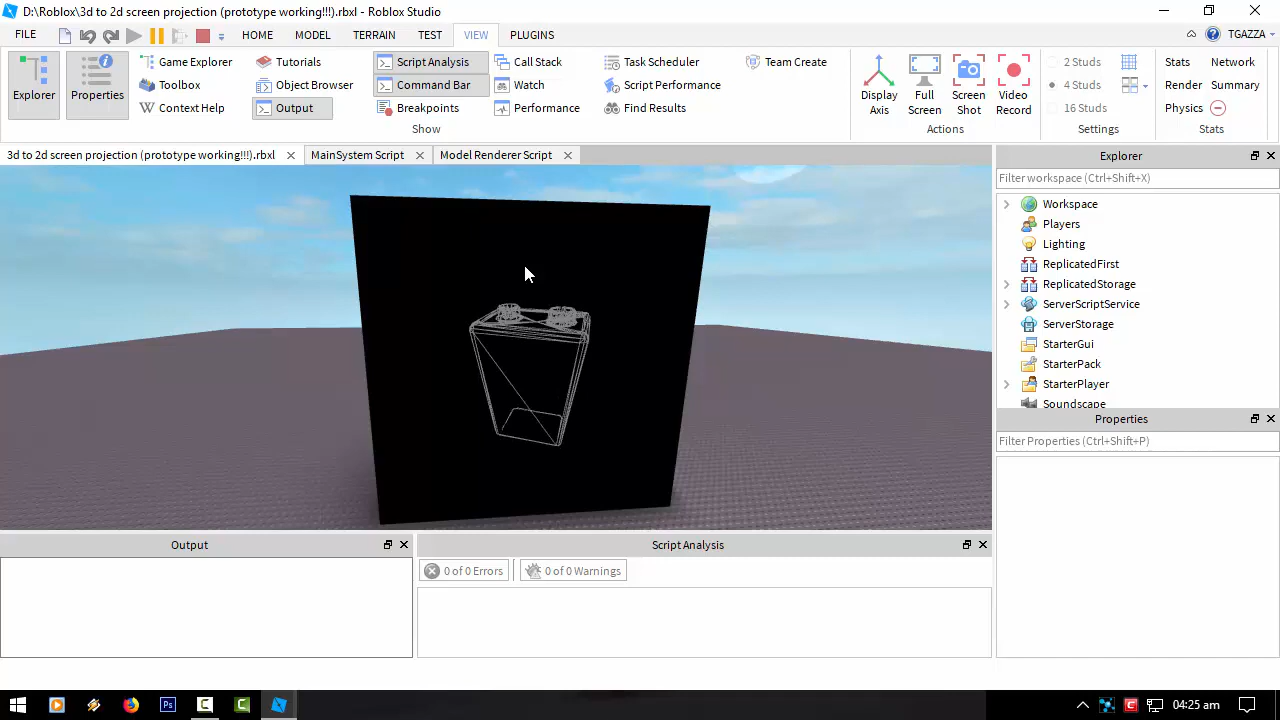 D:\Roblox\3d to 2d screen projection (prototype working!!!).rbxl - Roblox Studio
FILE HOME MODEL TERRAIN TEST VIEW PLUGINS TGAZZA
Explorer
Properties
Game Explorer
Toolbox
Context Help
Tutorials
Object Browser
Output
Script Analysis
Command Bar
Breakpoints
Call Stack
Watch
Performance
Task Scheduler
Script Performance
Find Results
Team Create
Show
Display Axis
Full Screen
Screen Shot
Video Record
Actions
2 Studs
4 Studs
16 Studs
Settings
Stats Network
Render Summary
Physics
Stats
3d to 2d screen projection (prototype working!!!).rbxl MainSystem Script Model Renderer Script
Explorer
Filter workspace (Ctrl+Shift+X)
Workspace
Players
Lighting
ReplicatedFirst
ReplicatedStorage
ServerScriptService
ServerStorage
StarterGui
StarterPack
StarterPlayer
Soundscape
Properties
Filter Properties (Ctrl+Shift+P)
Output
Script Analysis
0 of 0 Errors 0 of 0 Warnings
Ps
04:25 am